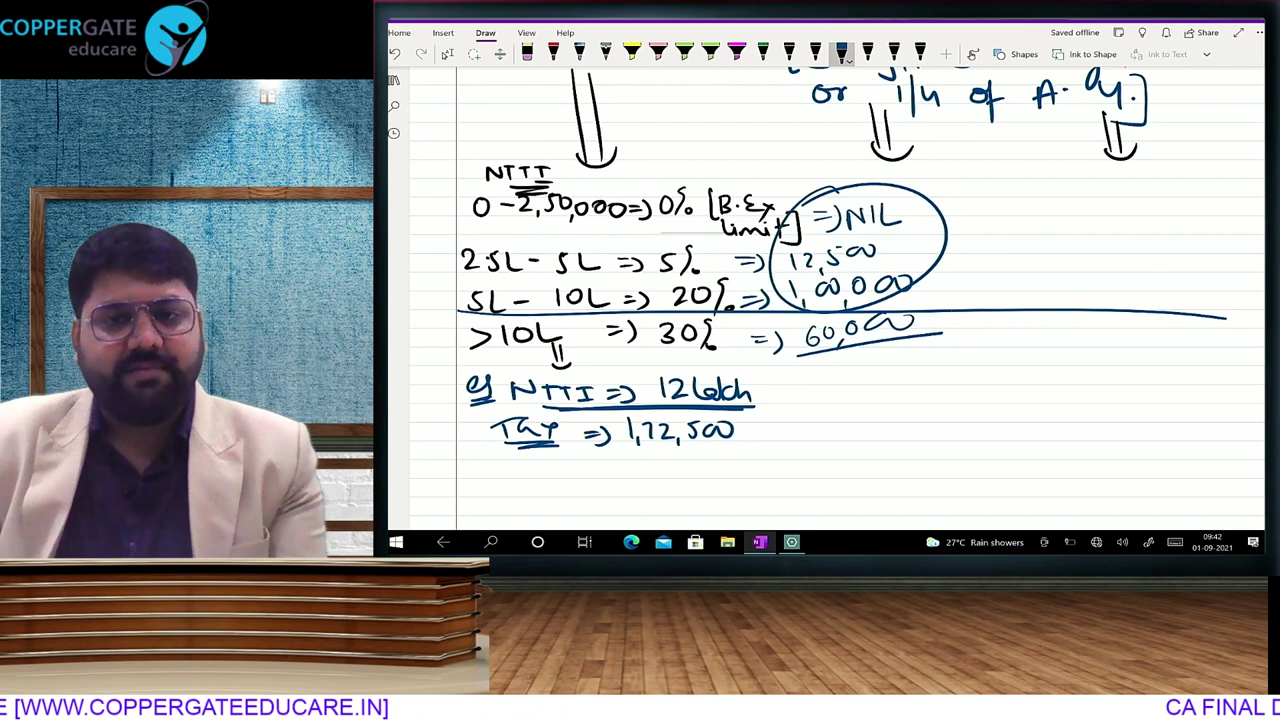 COPPERGATE
educare
Home Insert Draw View Help
Saved offline
Share
Shapes
Ink to Shape
Ink to Text
or 1/4 of A. Qy.]
NTTI
0 - 2,50,000 => 0% [B. Ex limit] => NIL
2.5L - 5L => 5% => 12,500
5L - 10L => 20% => 1,00,000
>10L => 30% => 60,000
eg NTTI => 12 Lakh
Tax => 1,72,500
27°C Rain showers
09:42
01-09-2021
E [WWW.COPPERGATEEDUCARE.IN]
CA FINAL D